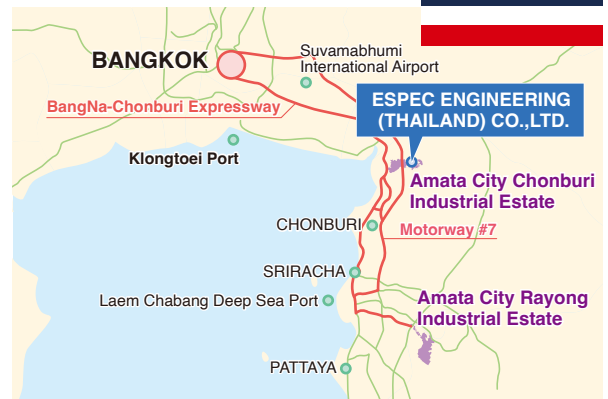 BANGKOK
Suvarnabhumi
International Airport
BangNa-Chonburi Expressway
ESPEC ENGINEERING
(THAILAND) CO.,LTD.
Klongtoei Port
Amata City Chonburi
Industrial Estate
CHONBURI
Motorway #7
SRIRACHA
Laem Chabang Deep Sea Port
Amata City Rayong
Industrial Estate
PATTAYA